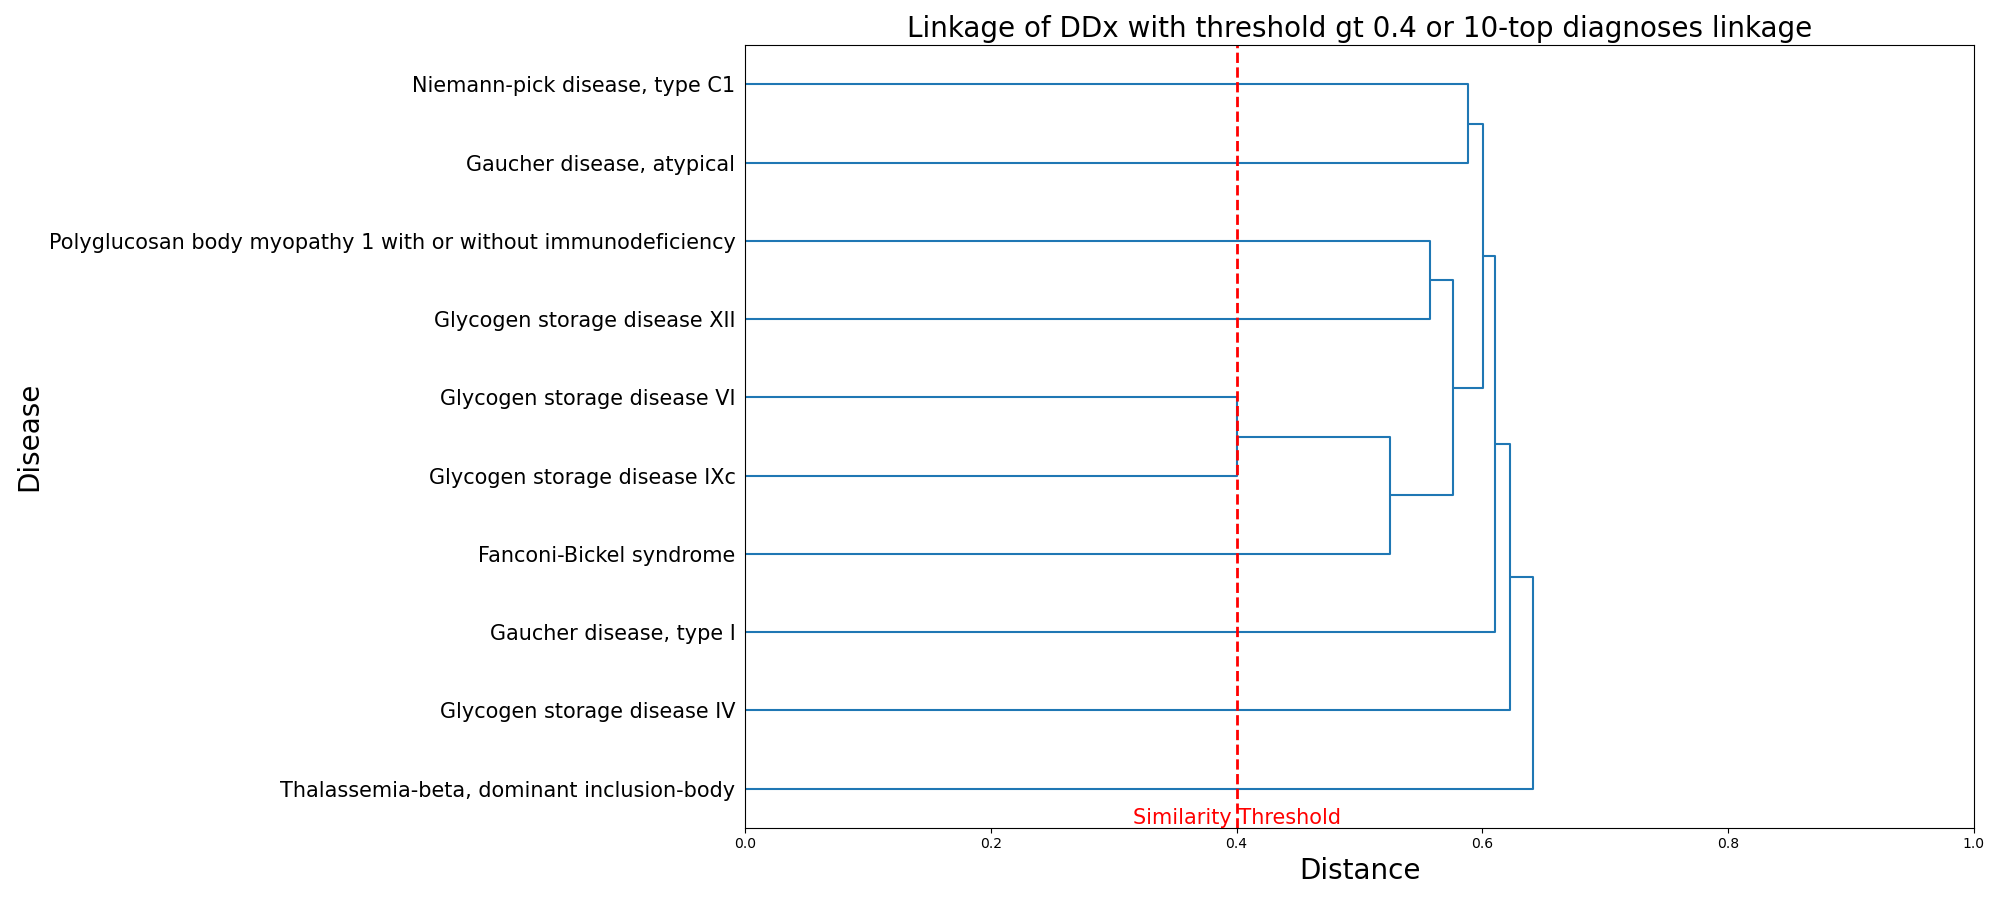 Linkage of DDx with threshold gt 0.4 or 10-top diagnoses linkage
Niemann-pick disease, type C1
Gaucher disease, atypical
Polyglucosan body myopathy 1 with or without immunodeficiency
Glycogen storage disease XII
Glycogen storage disease VI
Glycogen storage disease IXc
Fanconi-Bickel syndrome
Gaucher disease, type I
Glycogen storage disease IV
Thalassemia-beta, dominant inclusion-body
Disease
Similarity Threshold
0.0 0.2 0.4 0.6 0.8 1.0
Distance